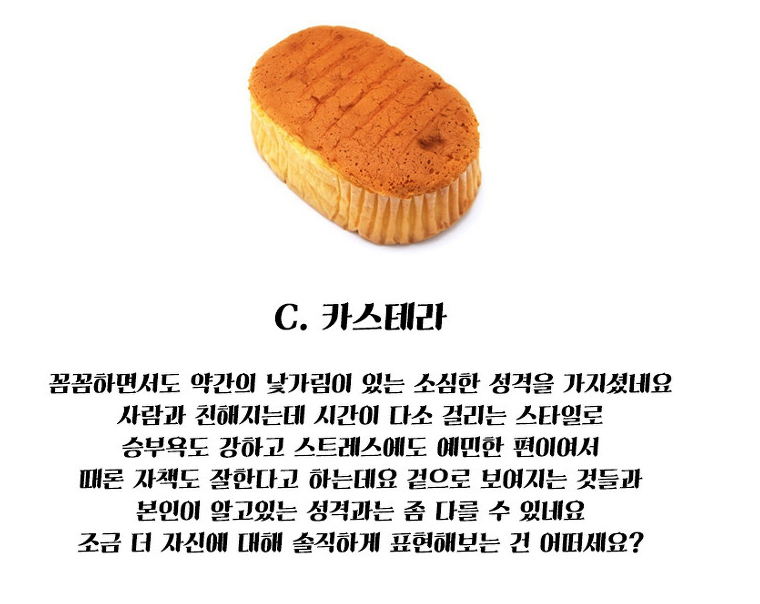 C. 카스테라
꼼꼼하면서도 약간의 낯가림이 있는 소심한 성격을 가지셨네요
사람과 친해지는데 시간이 다소 걸리는 스타일로
승부욕도 강하고 스트레스에도 예민한 편이여서
때론 자책도 잘한다고 하는데요 겉으로 보여지는 것들과
본인이 알고있는 성격과는 좀 다를 수 있네요
조금 더 자신에 대해 솔직하게 표현해보는 건 어떠세요?